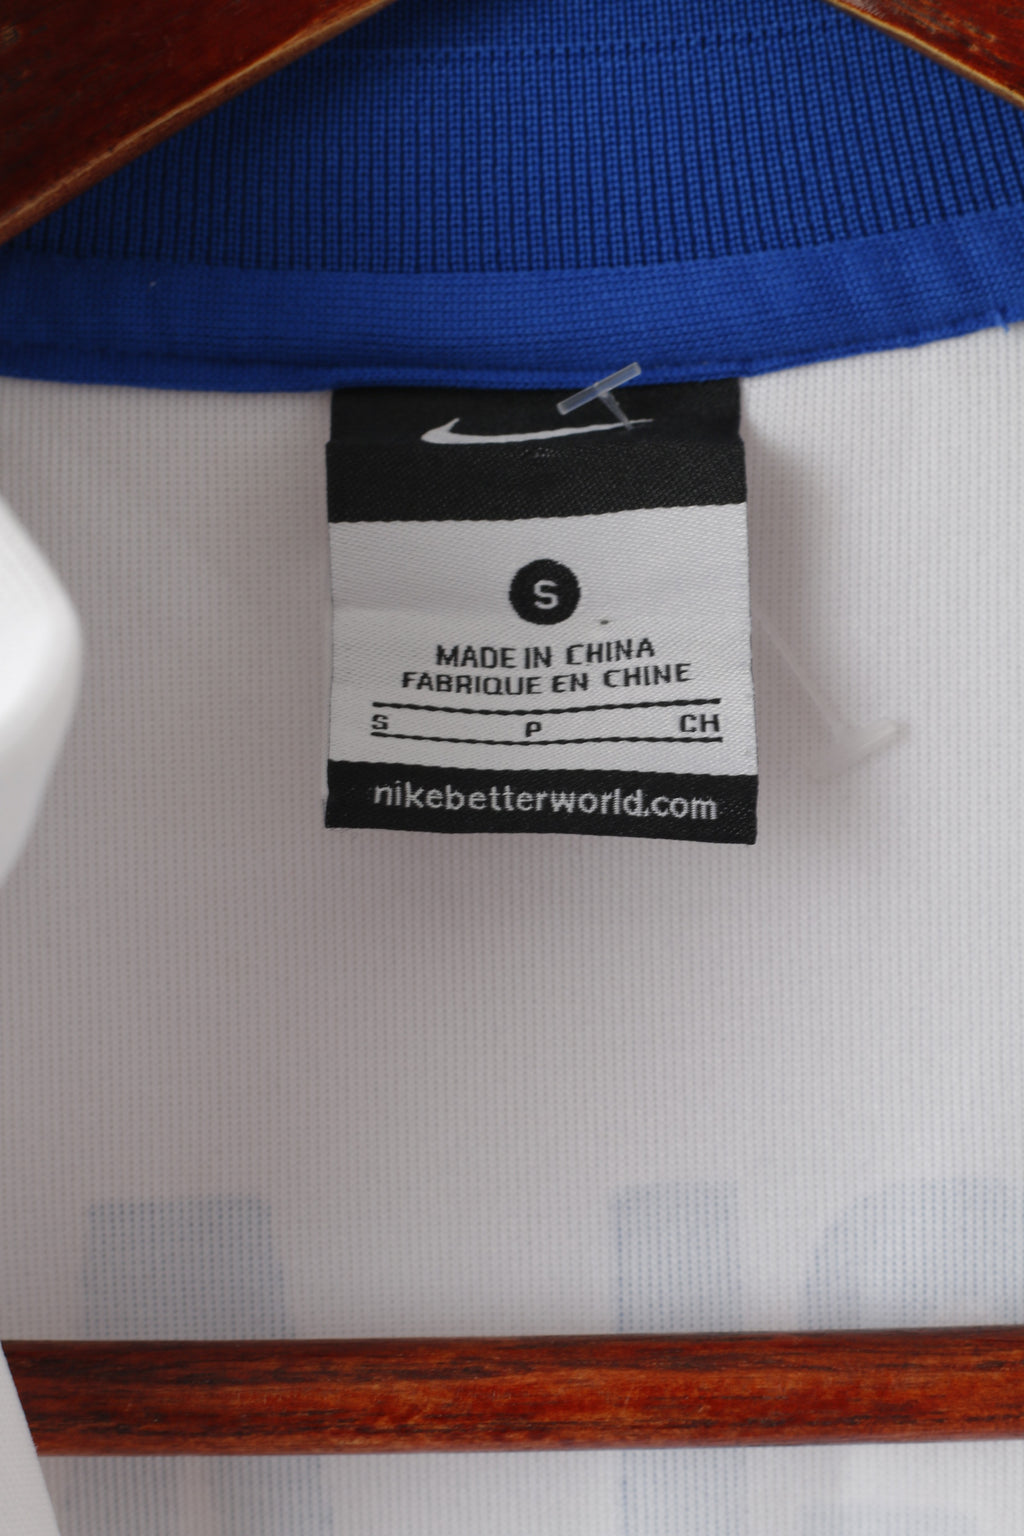 S
MADE IN CHINA
FABRIQUE EN CHINE
S P CH
nikebetterworld.com